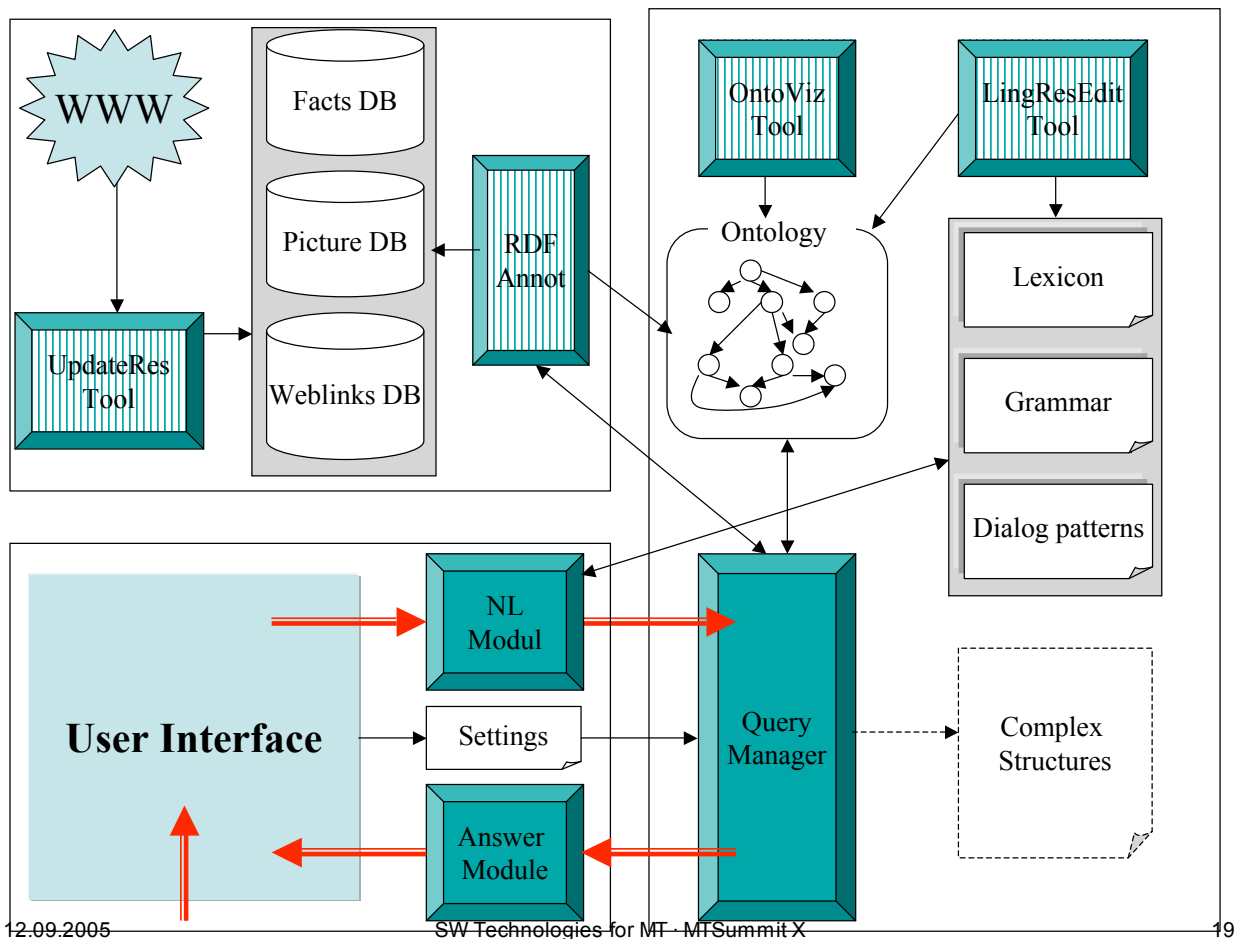 WWW
Facts DB
Picture DB
Weblinks DB
UpdateRes
Tool
RDF
Annot
OntoViz
Tool
LingResEdit
Tool
Ontology
Lexicon
Grammar
Dialog patterns
User Interface
NL
Modul
Settings
Answer
Module
Query
Manager
Complex
Structures
12.09.2005
SW Technologies for MT · MTSummit X
19